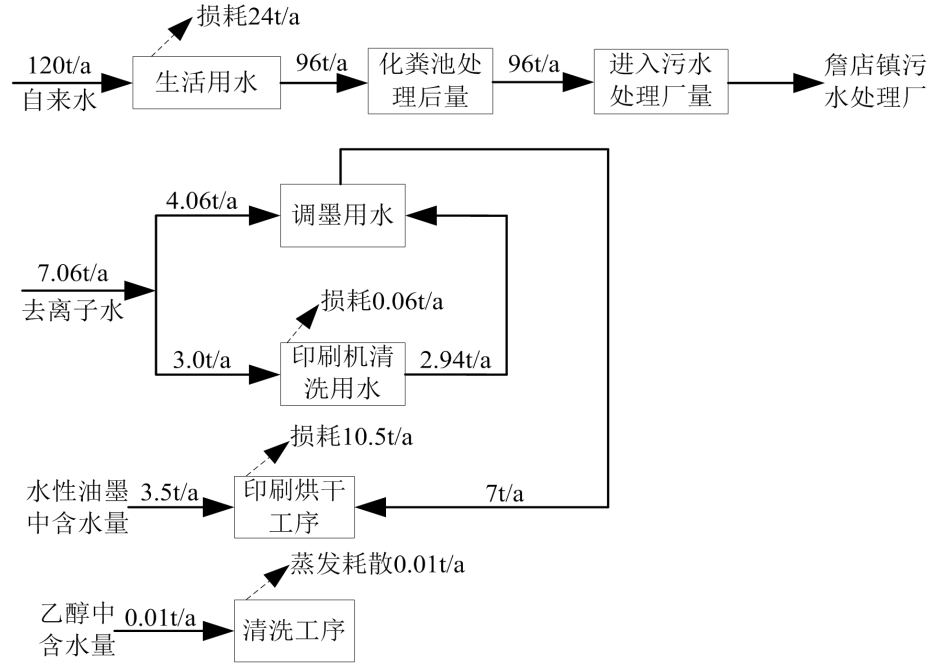 损耗24t/a
120t/a
自来水
生活用水
96t/a
化粪池处
理后量
96t/a
进入污水
处理厂量
詹店镇污
水处理厂
4.06t/a
调墨用水
7.06t/a
去离子水
损耗0.06t/a
3.0t/a
印刷机清
洗用水
2.94t/a
损耗10.5t/a
水性油墨
中含水量
3.5t/a
印刷烘干
工序
7t/a
蒸发耗散0.01t/a
乙醇中
含水量
0.01t/a
清洗工序